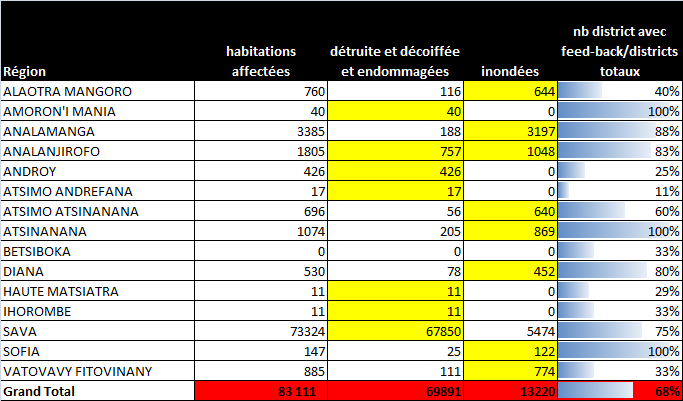 Région habitations affectées détruite et décoiffée et endommagées inondées nb district avec feed-back/districts totaux
ALAOTRA MANGORO 760 116 644 40%
AMORON'I MANIA 40 40 0 100%
ANALAMANGA 3385 188 3197 88%
ANALANJIROFO 1805 757 1048 83%
ANDROY 426 426 0 25%
ATSIMO ANDREFANA 17 17 0 11%
ATSIMO ATSINANANA 696 56 640 60%
ATSINANANA 1074 205 869 100%
BETSIBOKA 0 0 0 33%
DIANA 530 78 452 80%
HAUTE MATSIATRA 11 11 0 29%
IHOROMBE 11 11 0 33%
SAVA 73324 67850 5474 75%
SOFIA 147 25 122 100%
VATOVAVY FITOVINANY 885 111 774 33%
Grand Total 83 111 69891 13220 68%